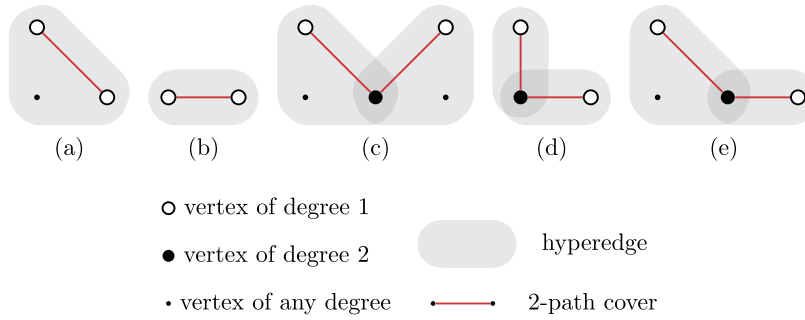 (a) (b) (c) (d) (e)
vertex of degree 1
vertex of degree 2 hyperedge
vertex of any degree 2-path cover